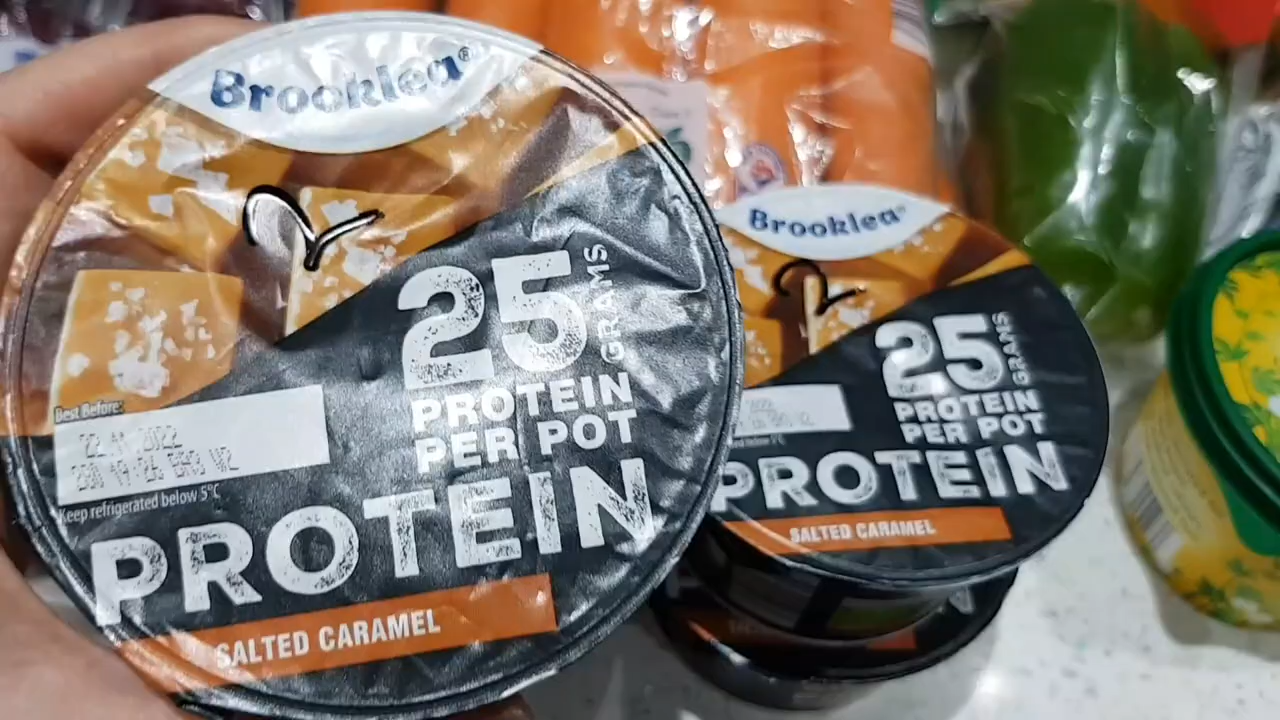 Brooklea®
25
GRAMS
PROTEIN
PER POT
Best Before:
22 11 2022
Keep refrigerated below 5°C
PROTEIN
SALTED CARAMEL
Brooklea®
25
GRAMS
PROTEIN
PER POT
PROTEIN
SALTED CARAMEL